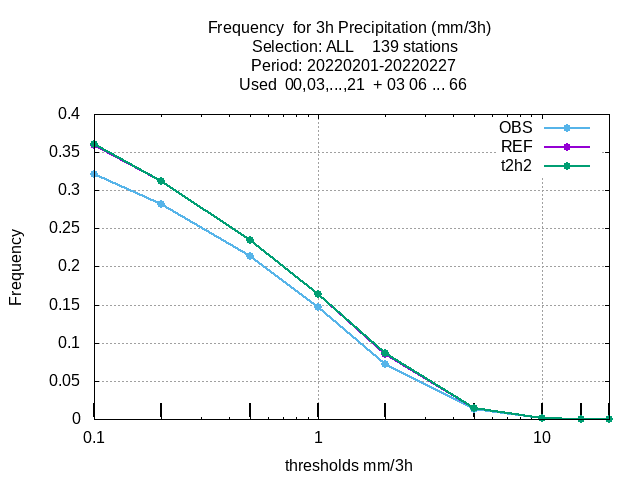 Frequency  for 3h Precipitation (mm/3h)
Selection: ALL    139 stations
Period: 20220201-20220227
Used  00,03,...,21  + 03 06 ... 66
0.4
0.35
0.3
0.25
0.2
0.15
0.1
0.05
0
Frequency
OBS
REF
t2h2
0.1
1
10
thresholds mm/3h